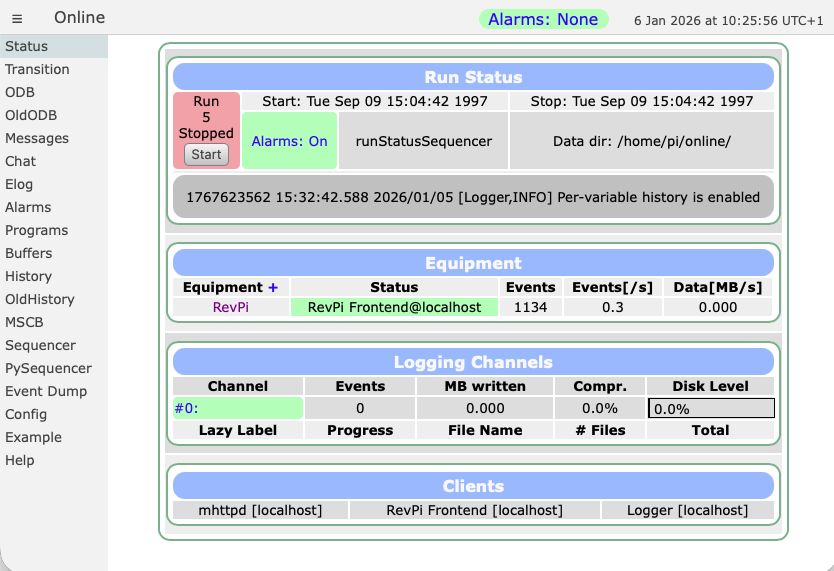 ☰ Online Alarms: None 6 Jan 2026 at 10:25:56 UTC+1
Status
Transition
ODB
OldODB
Messages
Chat
Elog
Alarms
Programs
Buffers
History
OldHistory
MSCB
Sequencer
PySequencer
Event Dump
Config
Example
Help
Run Status
Run
5
Stopped
Start
Start: Tue Sep 09 15:04:42 1997 Stop: Tue Sep 09 15:04:42 1997
Alarms: On runStatusSequencer Data dir: /home/pi/online/
1767623562 15:32:42.588 2026/01/05 [Logger,INFO] Per-variable history is enabled
Equipment
Equipment + Status Events Events[/s] Data[MB/s]
RevPi RevPi Frontend@localhost 1134 0.3 0.000
Logging Channels
Channel Events MB written Compr. Disk Level
#0: 0 0.000 0.0% 0.0%
Lazy Label Progress File Name # Files Total
Clients
mhttpd [localhost] RevPi Frontend [localhost] Logger [localhost]